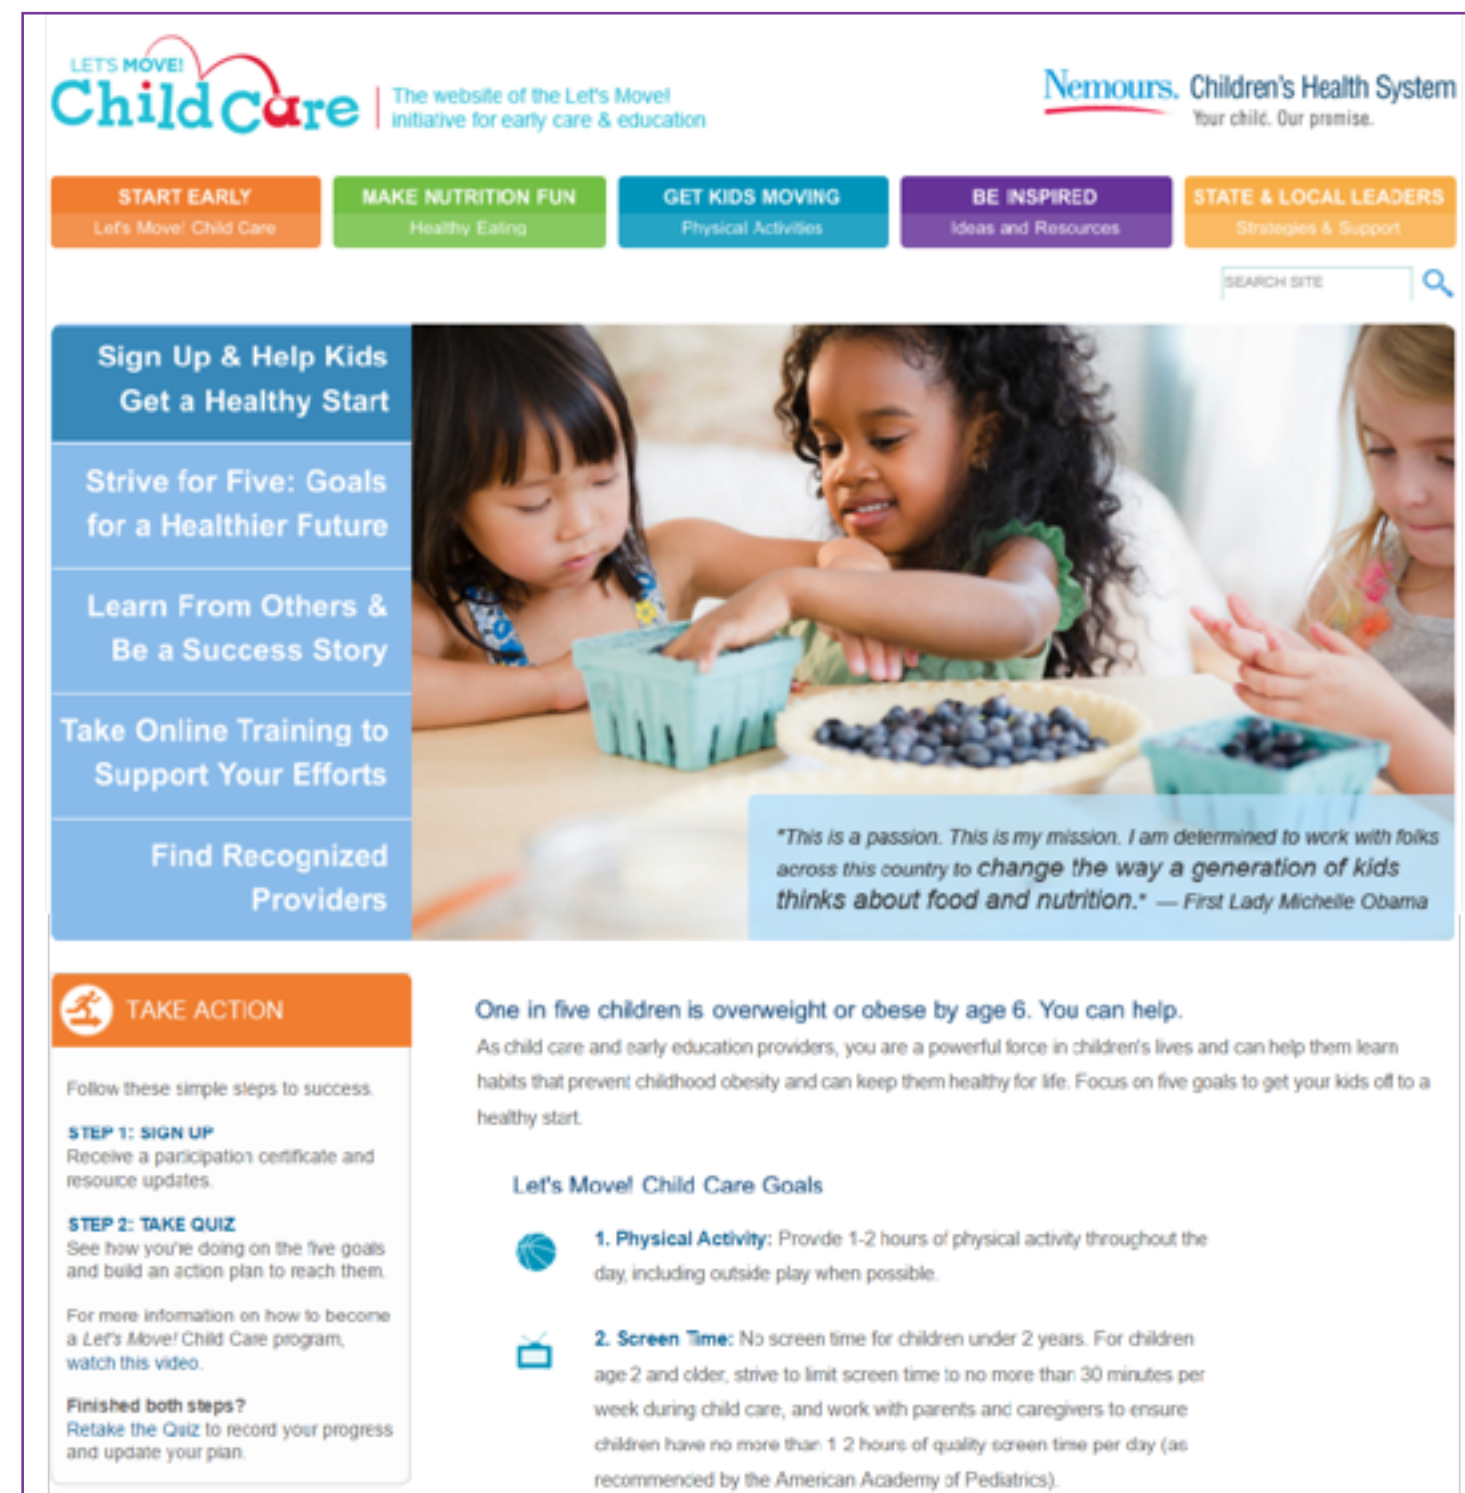 LET'S MOVE!
Child Care
The website of the Let's Move!
initiative for early care & education
Nemours. Children's Health System
Your child. Our promise.
START EARLY
Let's Move! Child Care
MAKE NUTRITION FUN
Healthy Eating
GET KIDS MOVING
Physical Activities
BE INSPIRED
Ideas and Resources
STATE & LOCAL LEADERS
Strategies & Support
SEARCH SITE
Sign Up & Help Kids
Get a Healthy Start
Strive for Five: Goals
for a Healthier Future
Learn From Others &
Be a Success Story
Take Online Training to
Support Your Efforts
Find Recognized
Providers
"This is a passion. This is my mission. I am determined to work with folks
across this country to change the way a generation of kids
thinks about food and nutrition." — First Lady Michelle Obama
TAKE ACTION
Follow these simple steps to success.
STEP 1: SIGN UP
Receive a participation certificate and
resource updates.
STEP 2: TAKE QUIZ
See how you're doing on the five goals
and build an action plan to reach them.
For more information on how to become
a Let's Move! Child Care program,
watch this video.
Finished both steps?
Retake the Quiz to record your progress
and update your plan.
One in five children is overweight or obese by age 6. You can help.
As child care and early education providers, you are a powerful force in children's lives and can help them learn
habits that prevent childhood obesity and can keep them healthy for life. Focus on five goals to get your kids off to a
healthy start.
Let's Move! Child Care Goals
1. Physical Activity: Provide 1-2 hours of physical activity throughout the
day, including outside play when possible.
2. Screen Time: No screen time for children under 2 years. For children
age 2 and older, strive to limit screen time to no more than 30 minutes per
week during child care, and work with parents and caregivers to ensure
children have no more than 1-2 hours of quality screen time per day (as
recommended by the American Academy of Pediatrics).